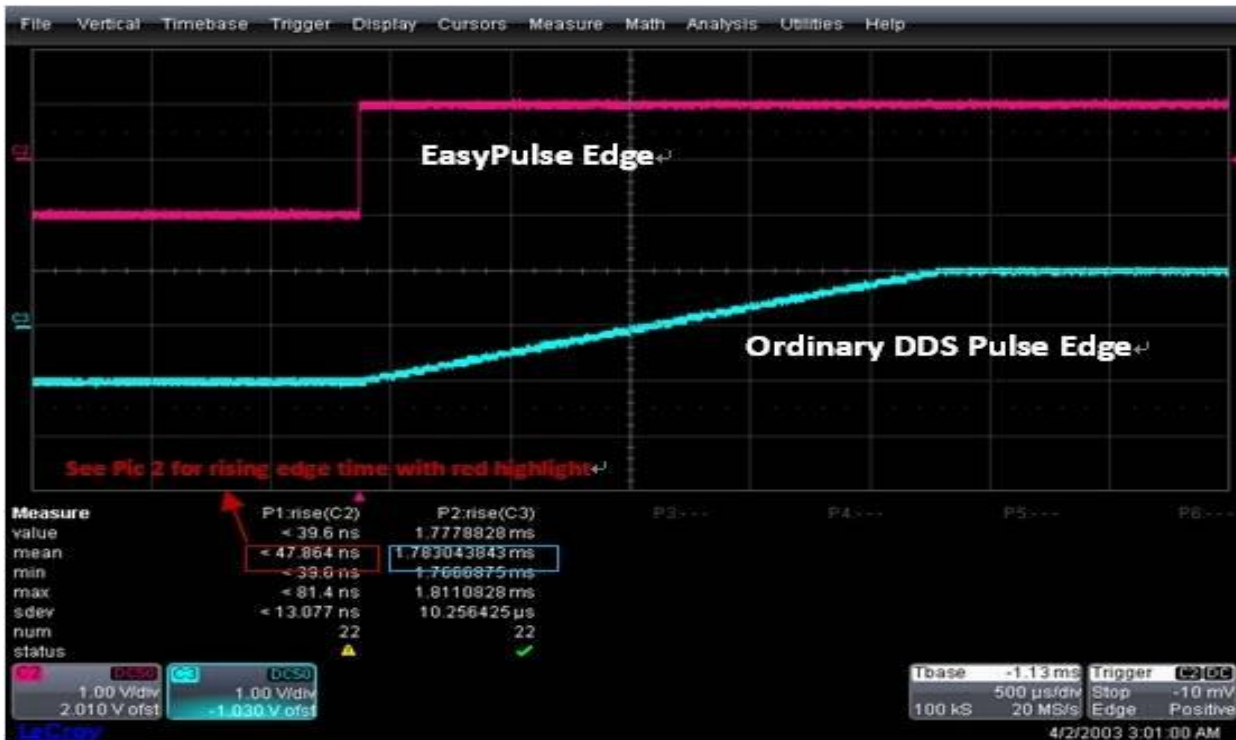 File Vertical Timebase Trigger Display Cursors Measure Math Analysis Utilities Help
C2
EasyPulse Edge
C3
Ordinary DDS Pulse Edge
See Pic 2 for rising edge time with red highlight
Measure P1:rise(C2) P2:rise(C3) P3:--- P4:--- P5:--- P6:---
value < 39.6 ns 1.7778828 ms
mean < 47.864 ns 1.783043843 ms
min < 39.6 ns 1.7666875 ms
max < 81.4 ns 1.8110828 ms
sdev < 13.077 ns 10.256425 µs
num 22 22
status
C2 DC50 C3 DC50 Tbase -1.13 ms Trigger C2 DC
1.00 V/div 1.00 V/div 500 µs/div Stop -10 mV
2.010 V ofst -1.030 V ofst 100 kS 20 MS/s Edge Positive
LeCroy 4/2/2003 3:01:00 AM